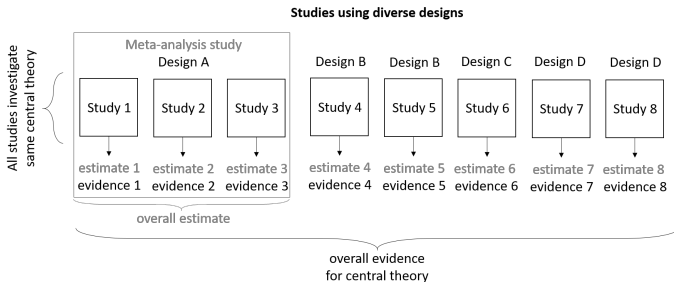 Studies using diverse designs
All studies investigate
same central theory
Meta-analysis study
Design A
Design B
Design B
Design C
Design D
Design D
Study 1
Study 2
Study 3
Study 4
Study 5
Study 6
Study 7
Study 8
estimate 1
evidence 1
estimate 2
evidence 2
estimate 3
evidence 3
estimate 4
evidence 4
estimate 5
evidence 5
estimate 6
evidence 6
estimate 7
evidence 7
estimate 8
evidence 8
overall estimate
overall evidence
for central theory